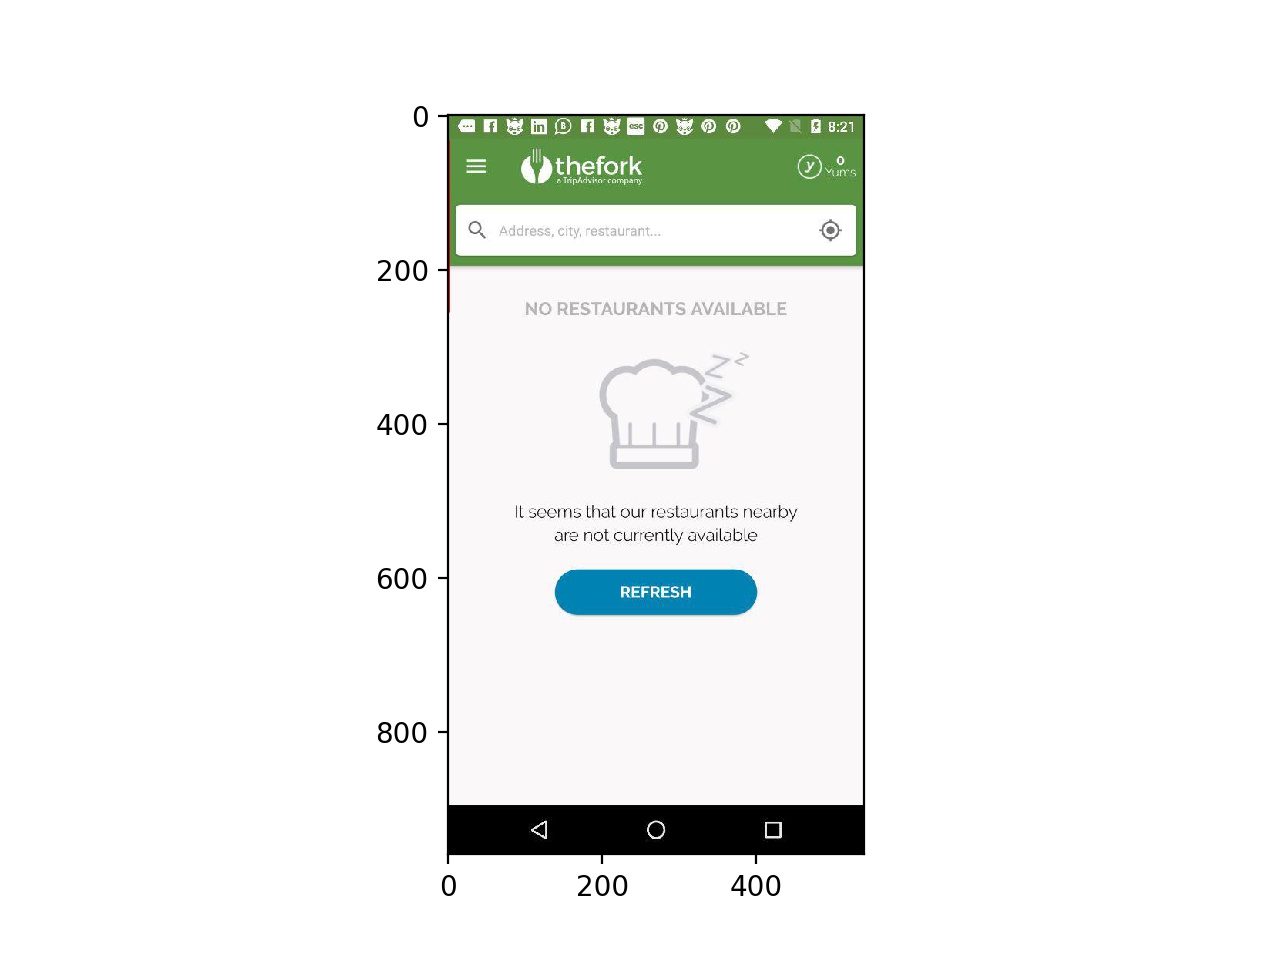 0
200
400
600
800
esc
8:21
thefork
a TripAdvisor company
y
0
Yums
Address, city, restaurant...
NO RESTAURANTS AVAILABLE
z z z
It seems that our restaurants nearby
are not currently available
REFRESH
0 200 400